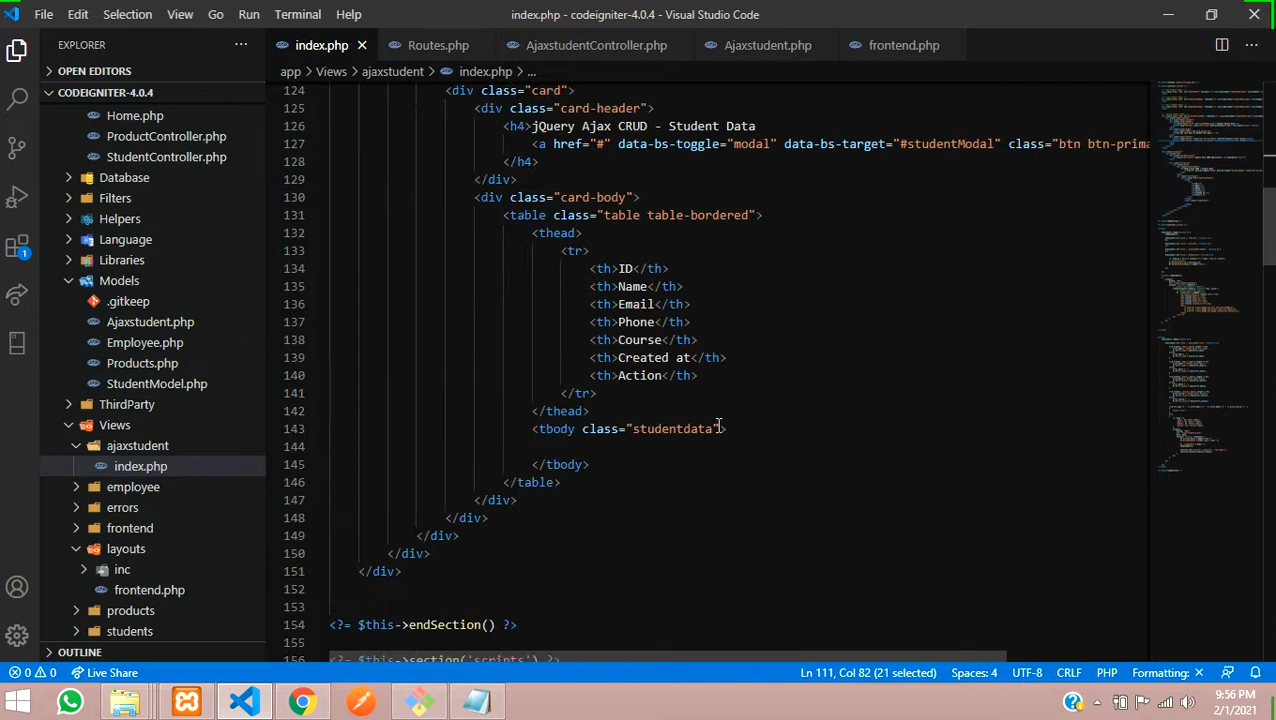 File Edit Selection View Go Run Terminal Help index.php - codeigniter-4.0.4 - Visual Studio Code
EXPLORER
index.php Routes.php AjaxstudentController.php Ajaxstudent.php frontend.php
OPEN EDITORS
app > Views > ajaxstudent > index.php > ...
CODEIGNITER-4.0.4
Home.php
ProductController.php
StudentController.php
Database
Filters
Helpers
Language
Libraries
Models
.gitkeep
Ajaxstudent.php
Employee.php
Products.php
StudentModel.php
ThirdParty
Views
ajaxstudent
index.php
employee
errors
frontend
layouts
inc
frontend.php
products
students
OUTLINE
124 <div class="card">
125 <div class="card-header">
126 <h4>jQuery Ajax CRUD - Student Data
127 href="#" data-bs-toggle="modal" data-bs-target="#studentModal" class="btn btn-prima
128 </h4>
129 </div>
130 <div class="card-body">
131 <table class="table table-bordered">
132 <thead>
133 <tr>
134 <th>ID</th>
135 <th>Name</th>
136 <th>Email</th>
137 <th>Phone</th>
138 <th>Course</th>
139 <th>Created at</th>
140 <th>Action</th>
141 </tr>
142 </thead>
143 <tbody class="studentdata">
144
145 </tbody>
146 </table>
147 </div>
148 </div>
149 </div>
150 </div>
151 </div>
152
153
154 <?= $this->endSection() ?>
155
156 <?= $this->section('scripts') ?>
0 0 Live Share Ln 111, Col 82 (21 selected) Spaces: 4 UTF-8 CRLF PHP Formatting: ×
1
9:56 PM
2/1/2021